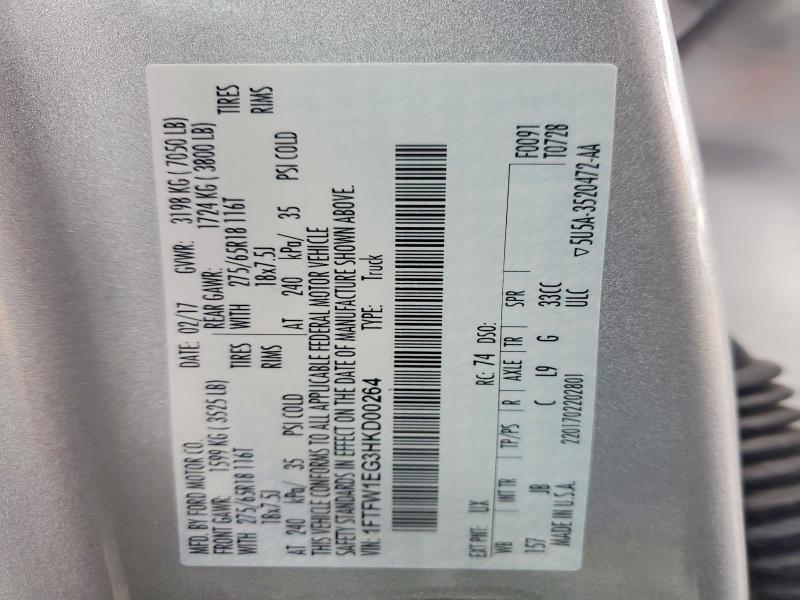 MFD. BY FORD MOTOR CO.
DATE: 02/17 GVWR: 3198 KG ( 7050 LB)
FRONT GAWR: 1599 KG ( 3525 LB) REAR GAWR: 1724 KG ( 3800 LB)
WITH 275/65R18 116T TIRES WITH 275/65R18 116T TIRES
18x7.5J RIMS 18x7.5J RIMS
AT 240 kPa/ 35 PSI COLD AT 240 kPa/ 35 PSI COLD
THIS VEHICLE CONFORMS TO ALL APPLICABLE FEDERAL MOTOR VEHICLE
SAFETY STANDARDS IN EFFECT ON THE DATE OF MANUFACTURE SHOWN ABOVE.
VIN: 1FTFW1EG3HKD00264 TYPE: Truck
F0091
EXT PNT: UX RC: 74 DSO: T0728
WB INT TR TP/PS R AXLE TR SPR
157 JB C L9 G 33CC
MADE IN U.S.A. 2201702202801 ULC
▽5U5A-3520472-AA